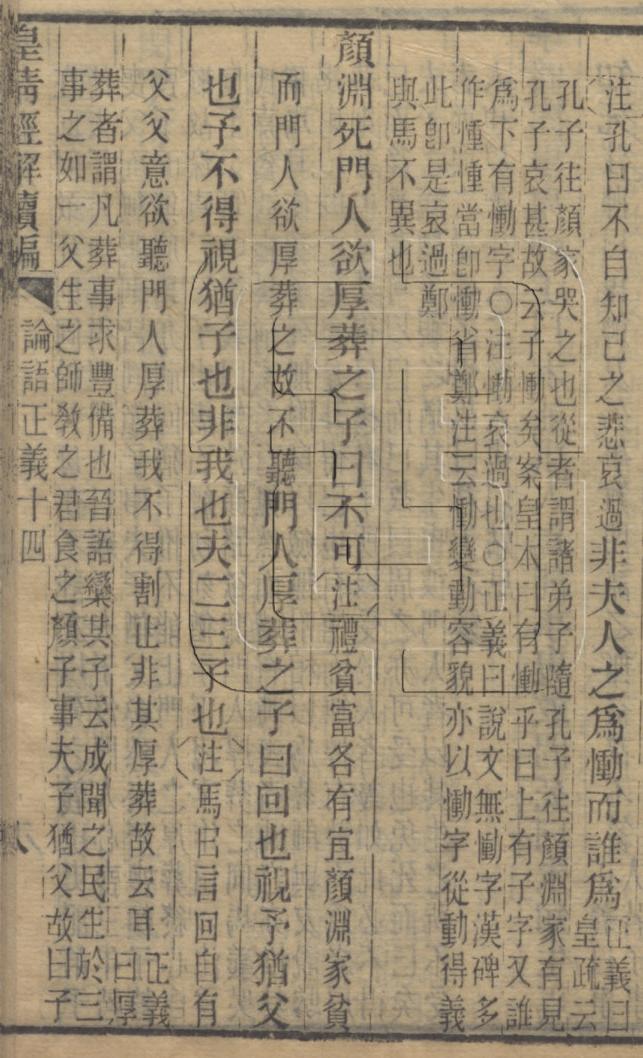 注孔曰不自知己之悲哀過非夫人之爲慟而誰爲正義曰
皇疏云
孔子往顏家哭之也從者謂諸弟子隨孔子往顏淵家有見
孔子哀甚故云子慟矣案皇本曰有慟乎曰上有子字又誰
爲下有慟字○注慟哀過也○正義曰說文無慟字漢碑多
作㷲㷲當卽慟省鄭注云慟變動容貌亦以慟字從動得義
此卽是哀過鄭
與馬不異也
顏淵死門人欲厚葬之子曰不可注禮貧富各有宜顏淵家貧
而門人欲厚葬之故不聽門人厚葬之子曰回也視予猶父
也子不得視猶子也非我也夫二三子也注馬曰言回自有
父父意欲聽門人厚葬我不得割止非其厚葬故云耳正義
曰厚
葬者謂凡葬事求豐備也晉語欒其子云成聞之民生於三
事之如一父生之師敎之君食之顏子事夫子猶父故曰子
皇清經解續編 論語正義十四 八